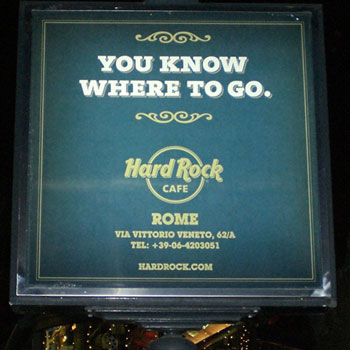 YOU KNOW
WHERE TO GO.
Hard Rock
CAFE
ROME
VIA VITTORIO VENETO, 62/A
TEL: +39-06-4203051
HARDROCK.COM